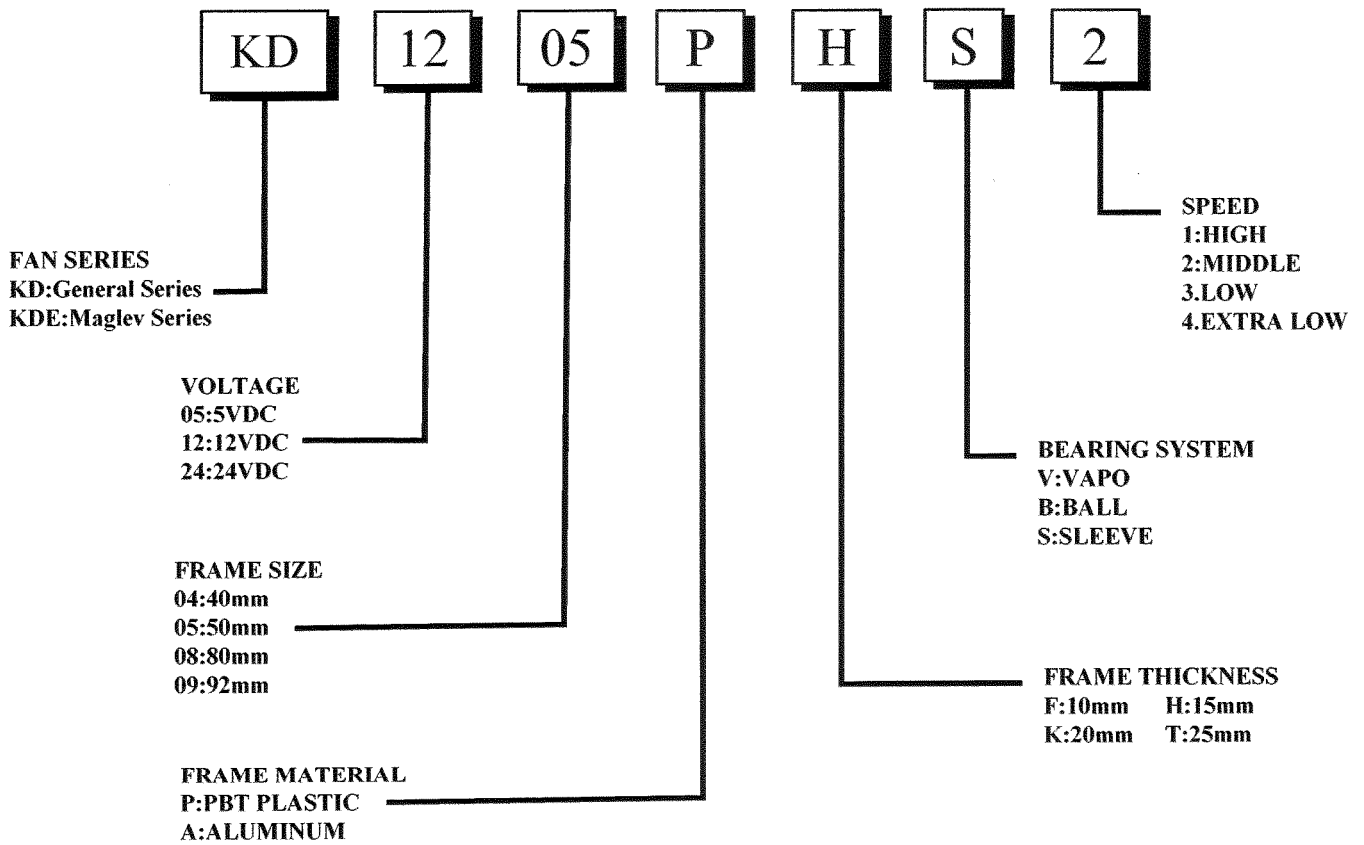 KD 12 05 P H S 2
SPEED
1:HIGH
2:MIDDLE
3.LOW
4.EXTRA LOW
FAN SERIES
KD:General Series
KDE:Maglev Series
VOLTAGE
05:5VDC
12:12VDC
24:24VDC
BEARING SYSTEM
V:VAPO
B:BALL
S:SLEEVE
FRAME SIZE
04:40mm
05:50mm
08:80mm
09:92mm
FRAME THICKNESS
F:10mm H:15mm
K:20mm T:25mm
FRAME MATERIAL
P:PBT PLASTIC
A:ALUMINUM